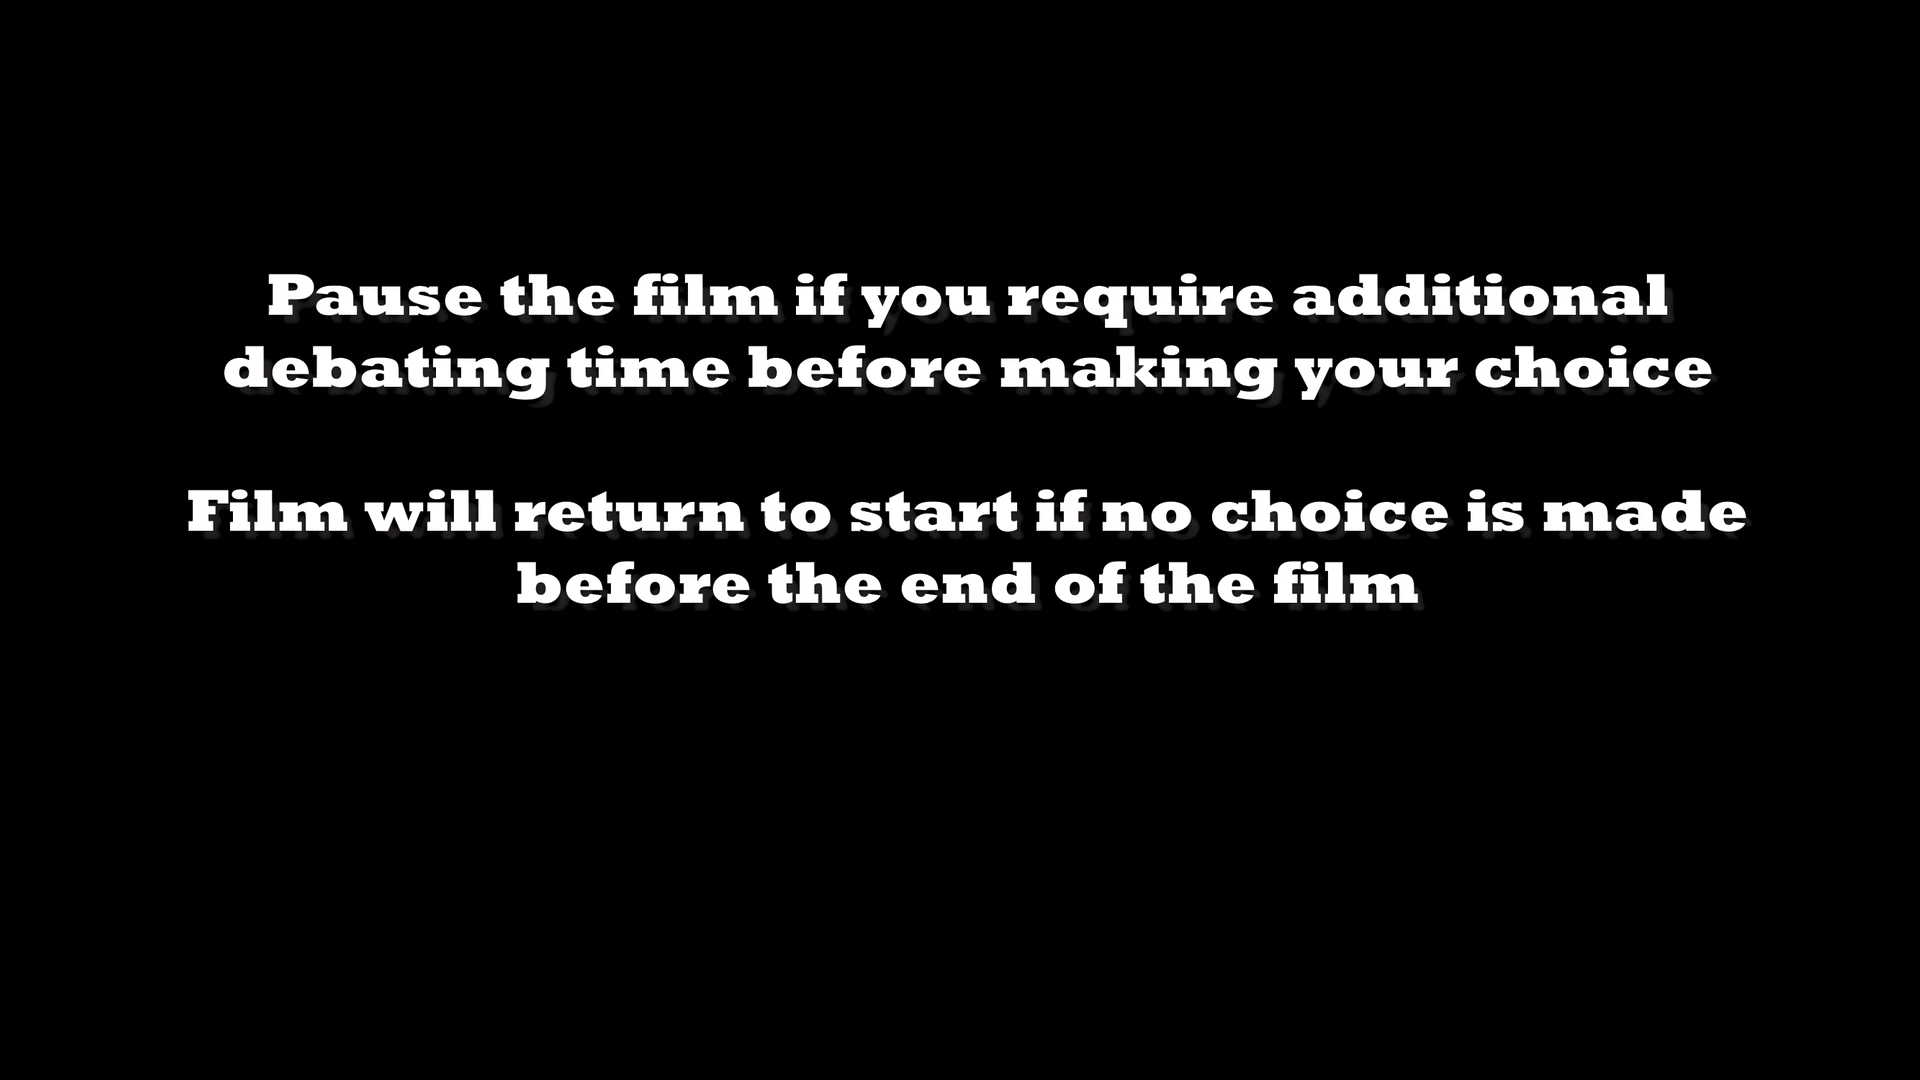 Pause the film if you require additional
debating time before making your choice
Film will return to start if no choice is made
before the end of the film